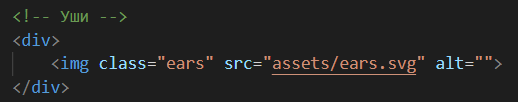 <!-- Уши -->
<div>
<img class="ears" src="assets/ears.svg" alt="">
</div>